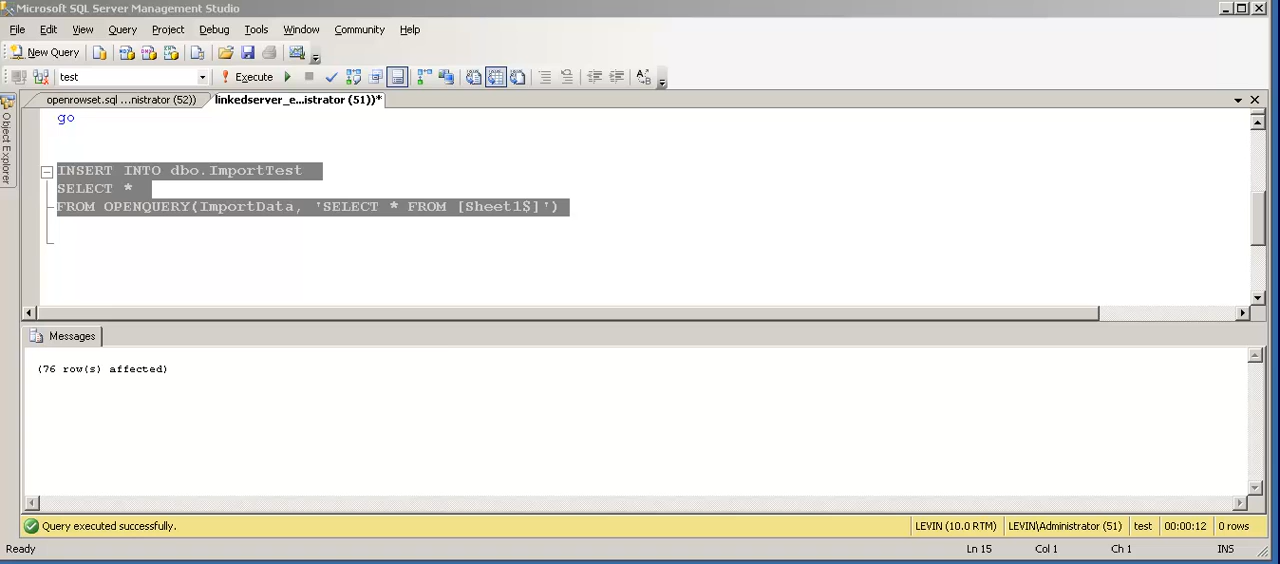 Microsoft SQL Server Management Studio
File Edit View Query Project Debug Tools Window Community Help
New Query
test Execute
openrowset.sql ...nistrator (52)) linkedserver_e...istrator (51))*
Object Explorer
go
INSERT INTO dbo.ImportTest
SELECT *
FROM OPENQUERY(ImportData, 'SELECT * FROM [Sheet1$]')
Messages
(76 row(s) affected)
Query executed successfully. LEVIN (10.0 RTM) LEVIN\Administrator (51) test 00:00:12 0 rows
Ready Ln 15 Col 1 Ch 1 INS